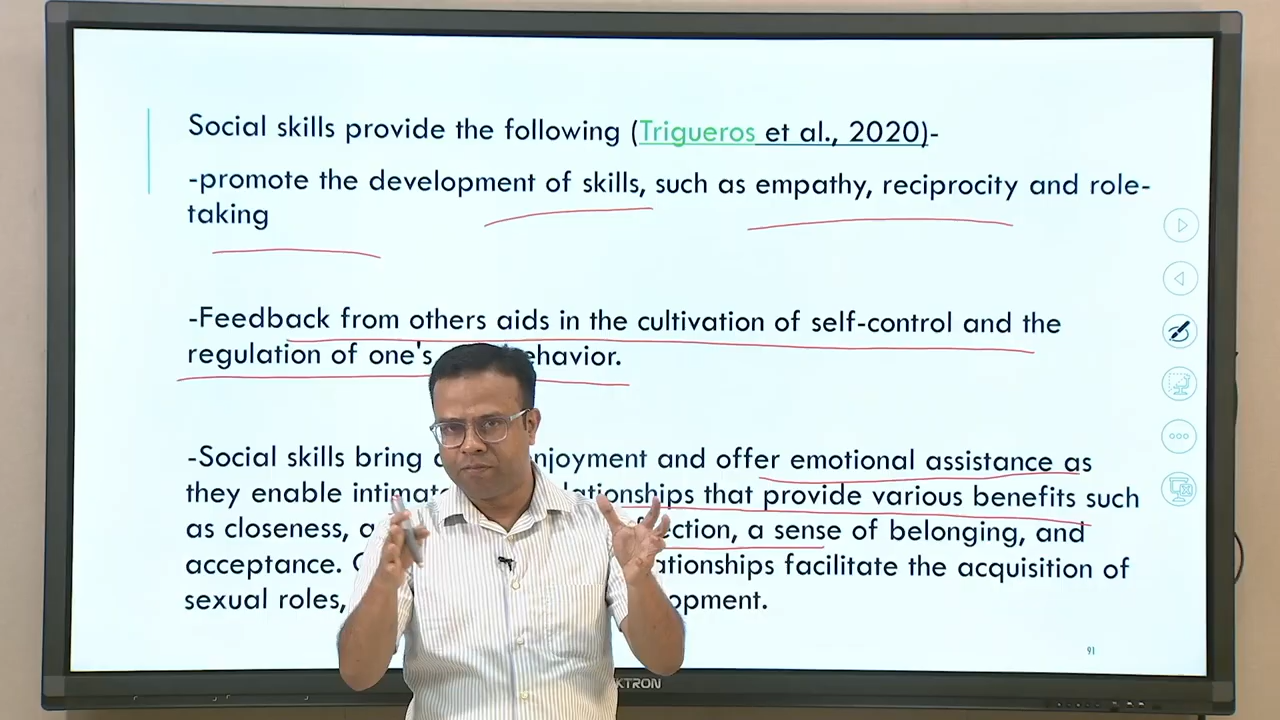 Social skills provide the following (Trigueros et al., 2020)-
-promote the development of skills, such as empathy, reciprocity and role-
taking
-Feedback from others aids in the cultivation of self-control and the
regulation of one's behavior.
-Social skills bring enjoyment and offer emotional assistance as
they enable relationships that provide various benefits such
as closeness, a sense of belonging, and
acceptance. relationships facilitate the acquisition of
sexual roles,
91